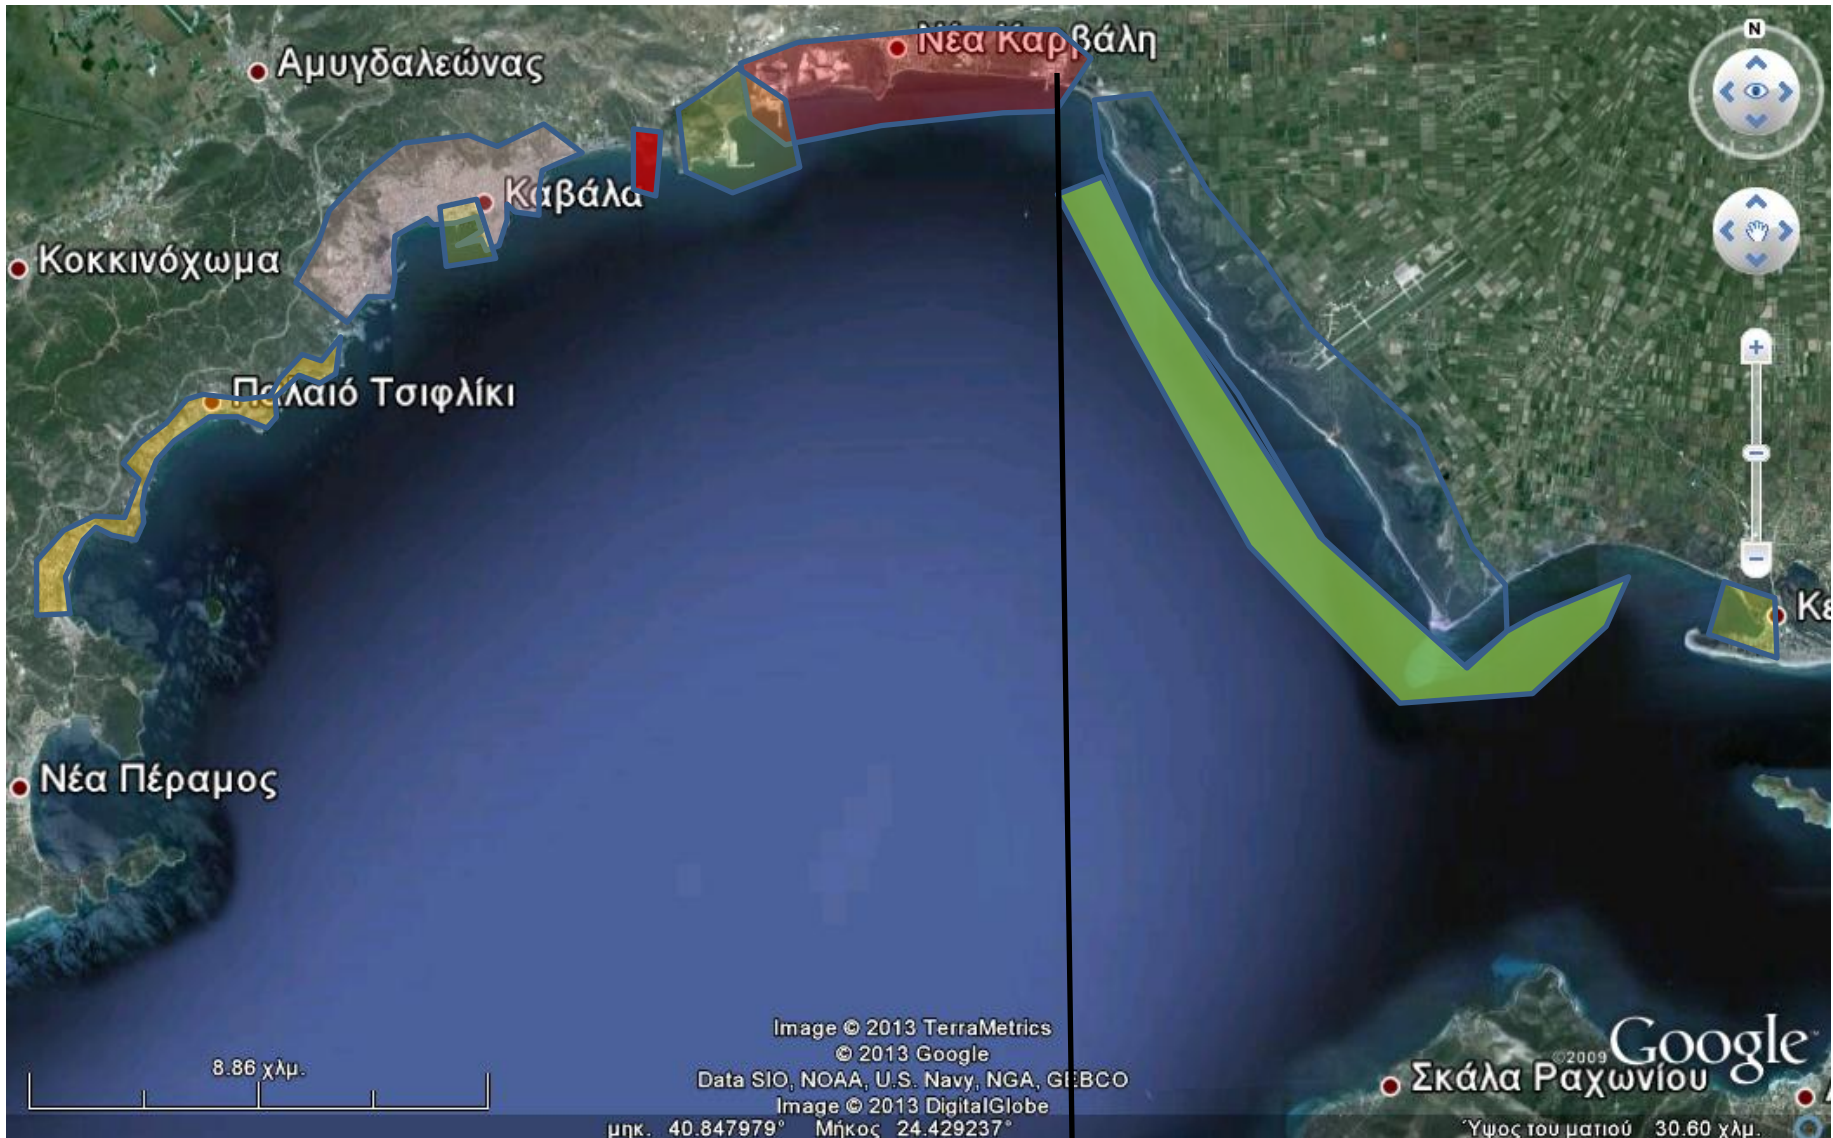 N
Νέα Καρβάλη
Αμυγδαλεώνας
Καβάλα
Κοκκινόχωμα
Παλαιό Τσιφλίκι
Κε
Νέα Πέραμος
Image © 2013 TerraMetrics
© 2013 Google
Data SIO, NOAA, U.S. Navy, NGA, GEBCO
Image © 2013 DigitalGlobe
©2009 Google
8.86 χλμ.
Σκάλα Ραχωνίου
μηκ. 40.847979° Μήκος 24.429237°
Ύψος του ματιού 30.60 χλμ.